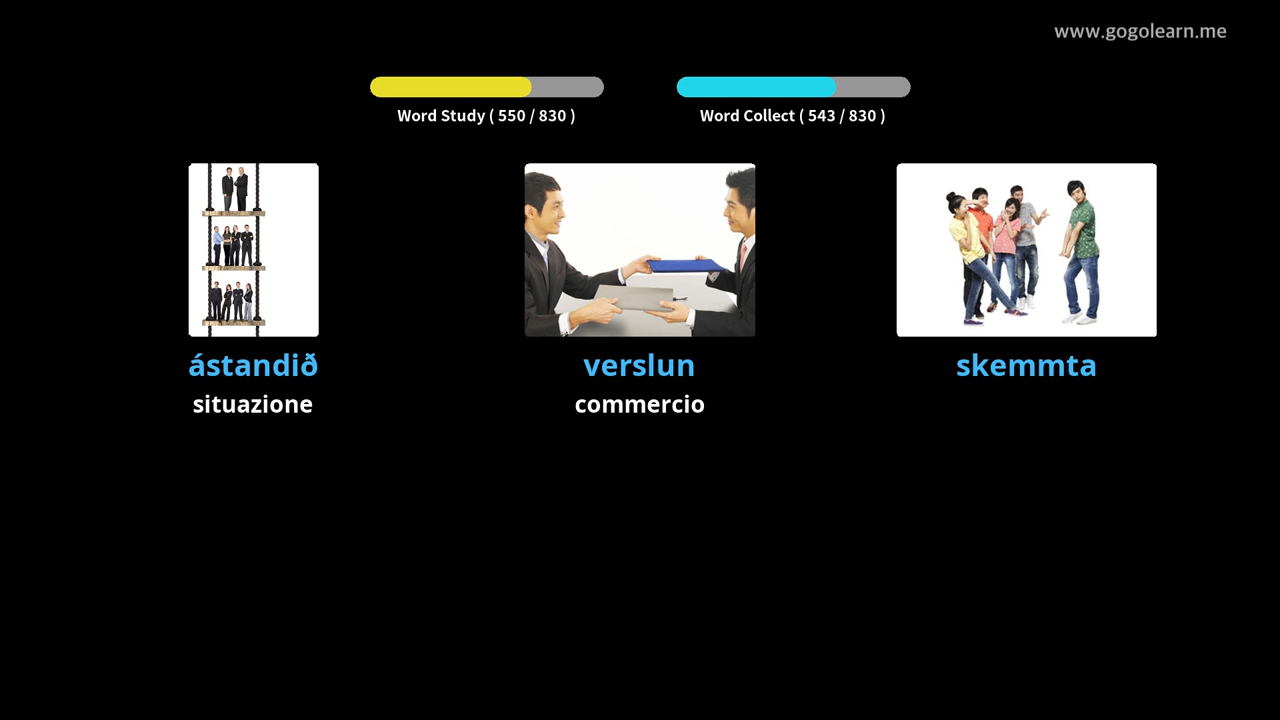 www.gogolearn.me
Word Study ( 550 / 830 )
Word Collect ( 543 / 830 )
ástandið
situazione
verslun
commercio
skemmta